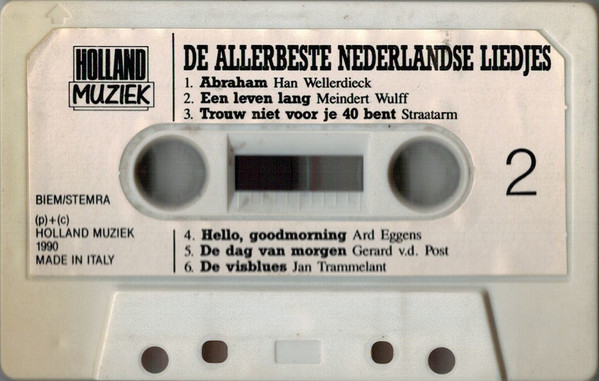 HOLLAND
MUZIEK
DE ALLERBESTE NEDERLANDSE LIEDJES
1. Abraham Han Wellerdieck
2. Een leven lang Meindert Wulff
3. Trouw niet voor je 40 bent Straatarm
2
BIEM/STEMRA
(p)+(c)
HOLLAND MUZIEK
1990
MADE IN ITALY
4. Hello, goodmorning Ard Eggens
5. De dag van morgen Gerard v.d. Post
6. De visblues Jan Trammelant